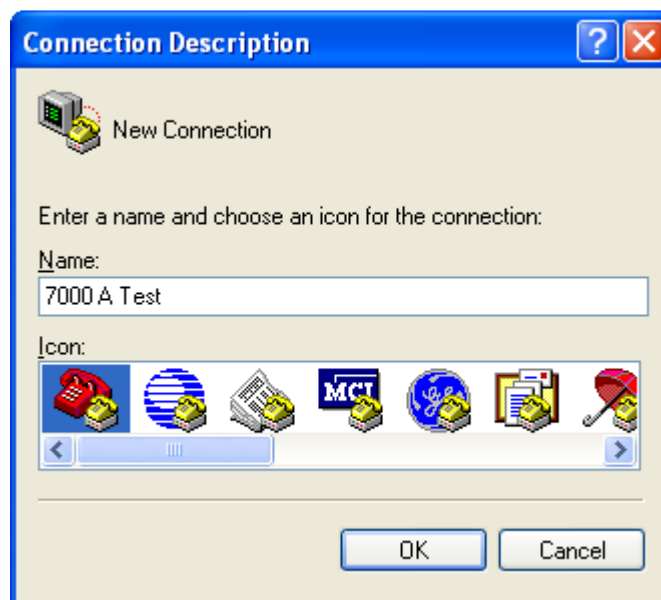 Connection Description
New Connection
Enter a name and choose an icon for the connection:
Name:
7000 A Test
Icon:
MCI
OK
Cancel